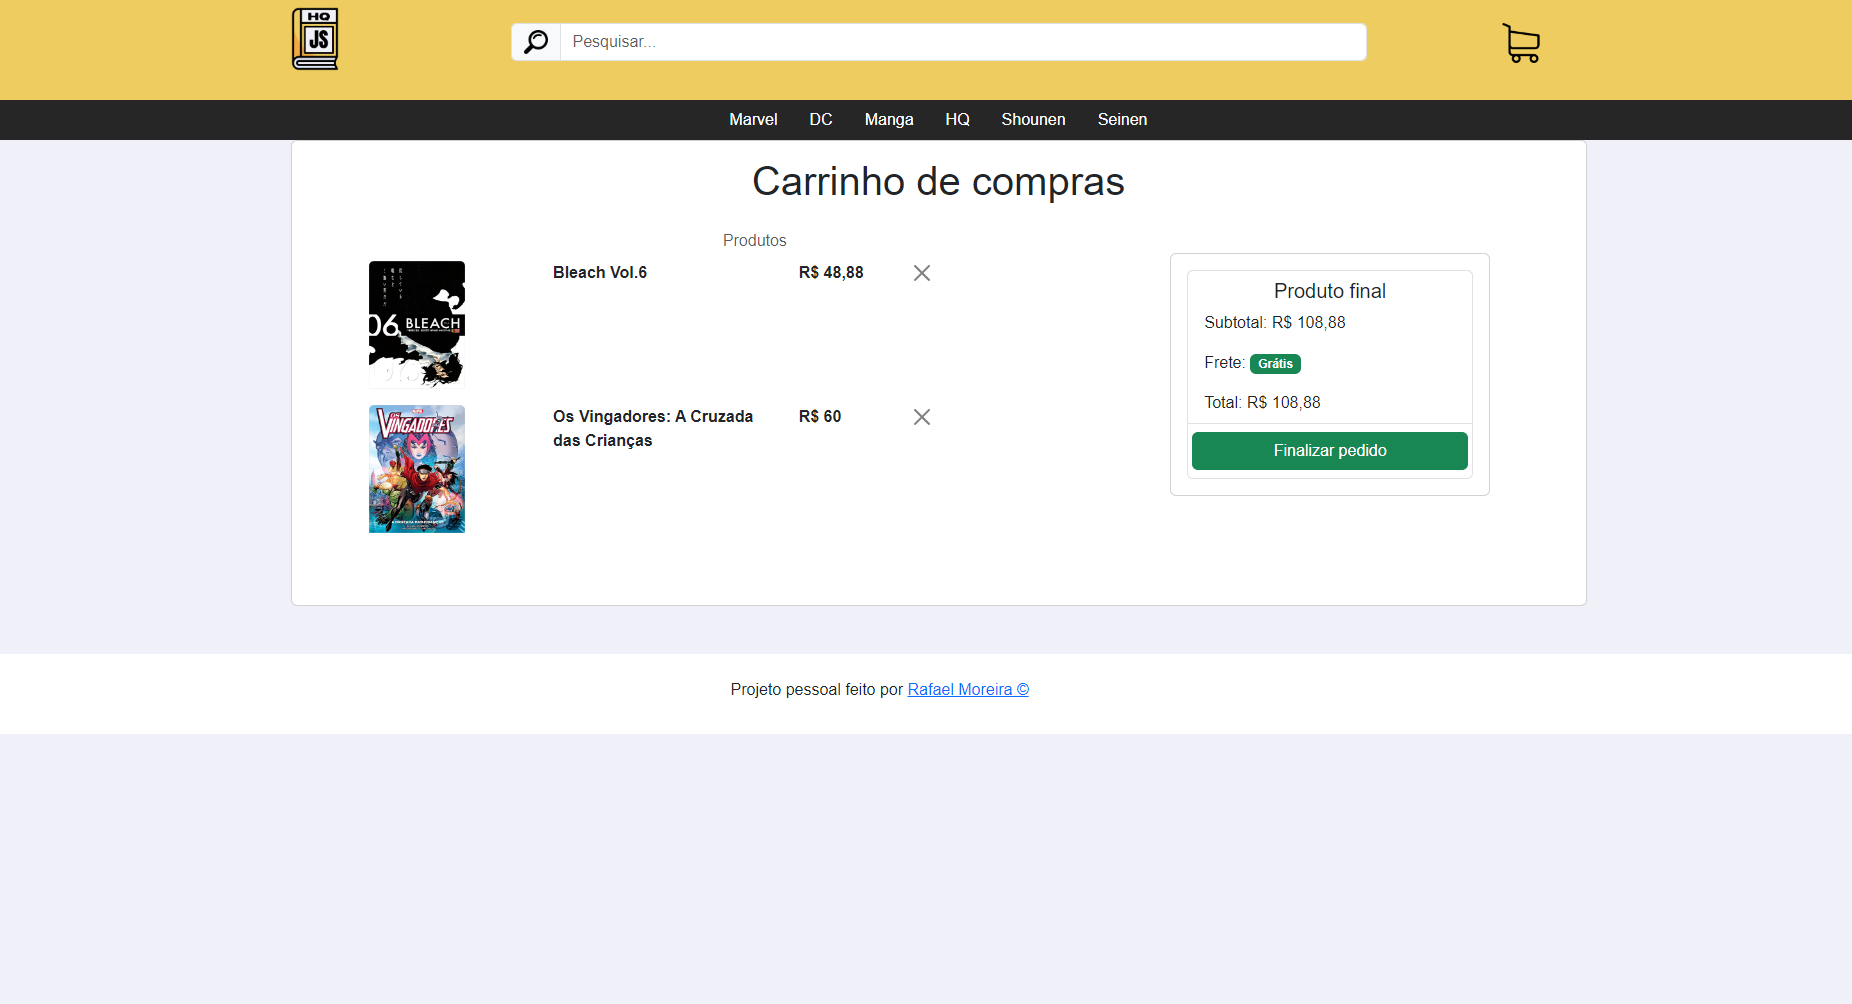 HQ
JS
Pesquisar...
Marvel DC Manga HQ Shounen Seinen
Carrinho de compras
Produtos
Bleach Vol.6 R$ 48,88
06 BLEACH
Os Vingadores: A Cruzada
das Crianças
R$ 60
VINGADORES
Produto final
Subtotal: R$ 108,88
Frete: Grátis
Total: R$ 108,88
Finalizar pedido
Projeto pessoal feito por Rafael Moreira ©